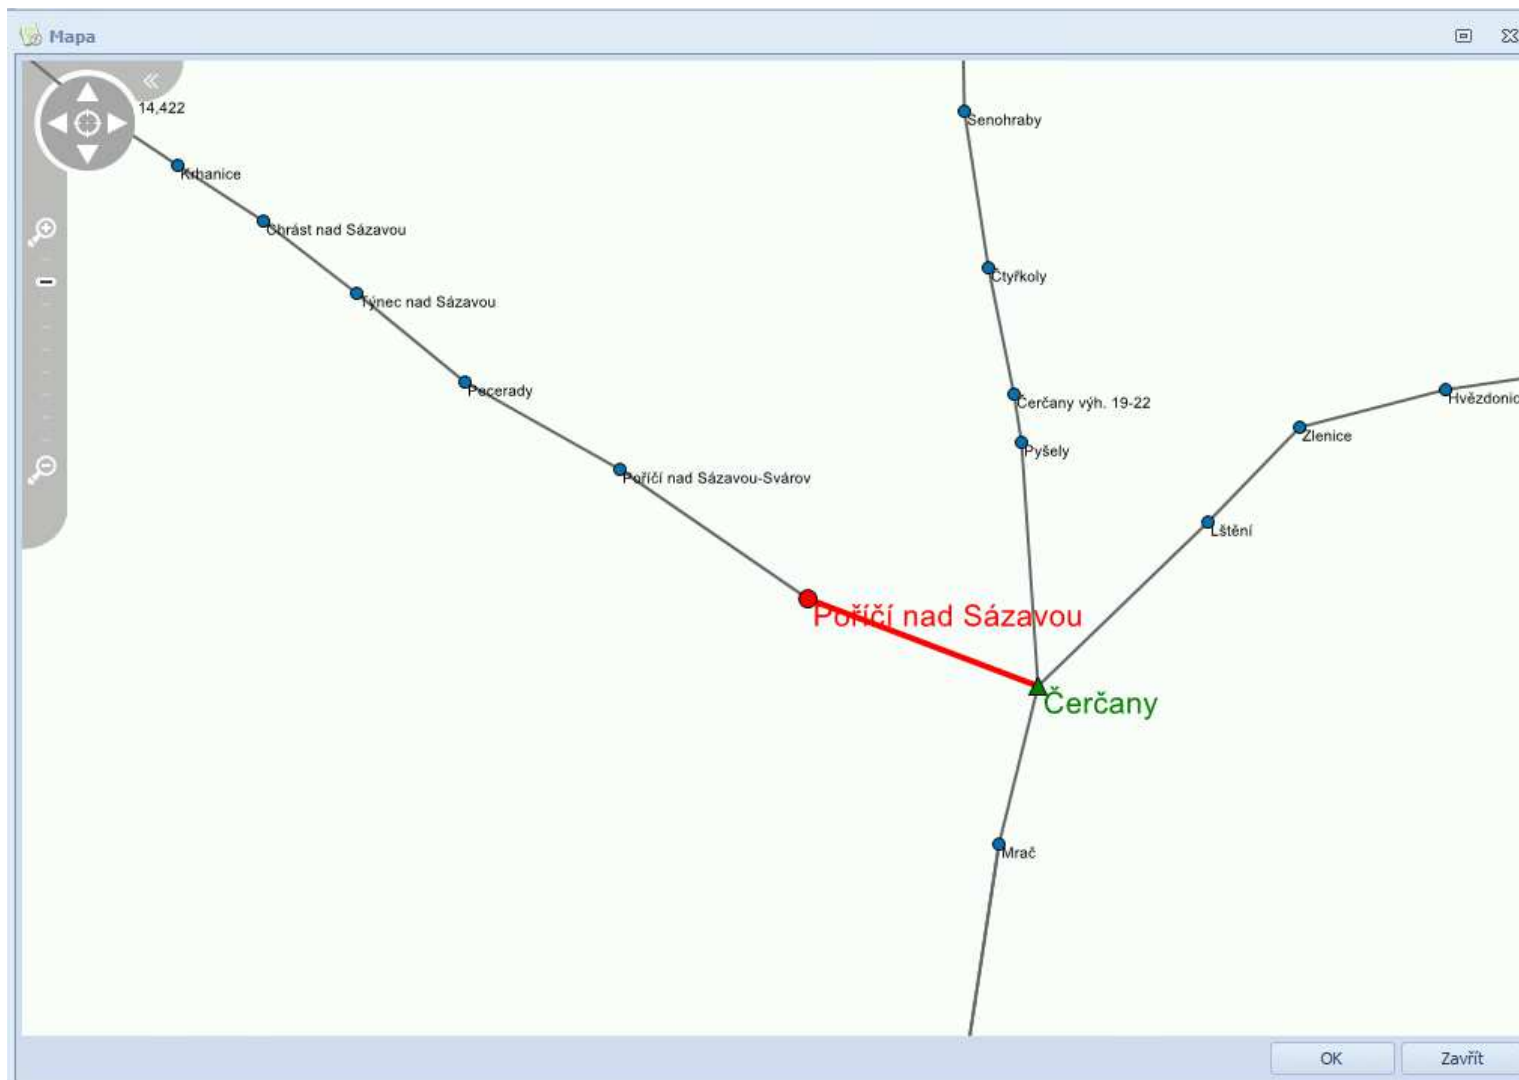 Mapa
14,422
Senohraby
Krhanice
Chrást nad Sázavou
Čtyřkoly
Týnec nad Sázavou
Pecerady
Hvězdonic
Čerčany výh. 19-22
Zlenice
Pyšely
Poříčí nad Sázavou-Svárov
Lštění
Poříčí nad Sázavou
Čerčany
Mrač
OK
Zavřít